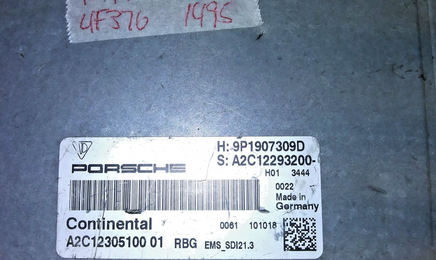 4F376 1495
H: 9P1907309D
PORSCHE
S: A2C12293200-
H01 3444
0022
Made in
Germany
Continental
0061 101018
A2C12305100 01 RBG EMS_SDI21.3